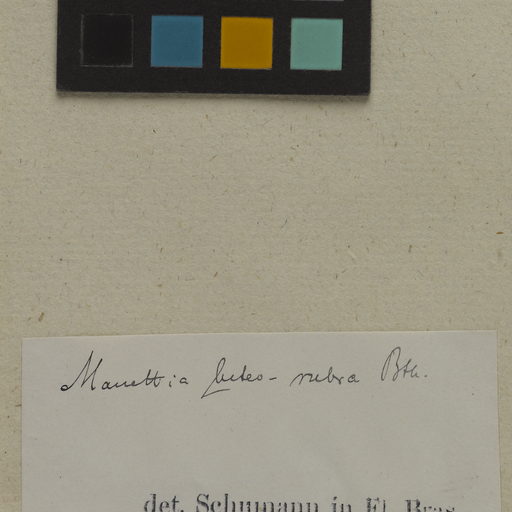 Manettia luteo-rubra Bth.
det. Schumann in Fl. Bras.